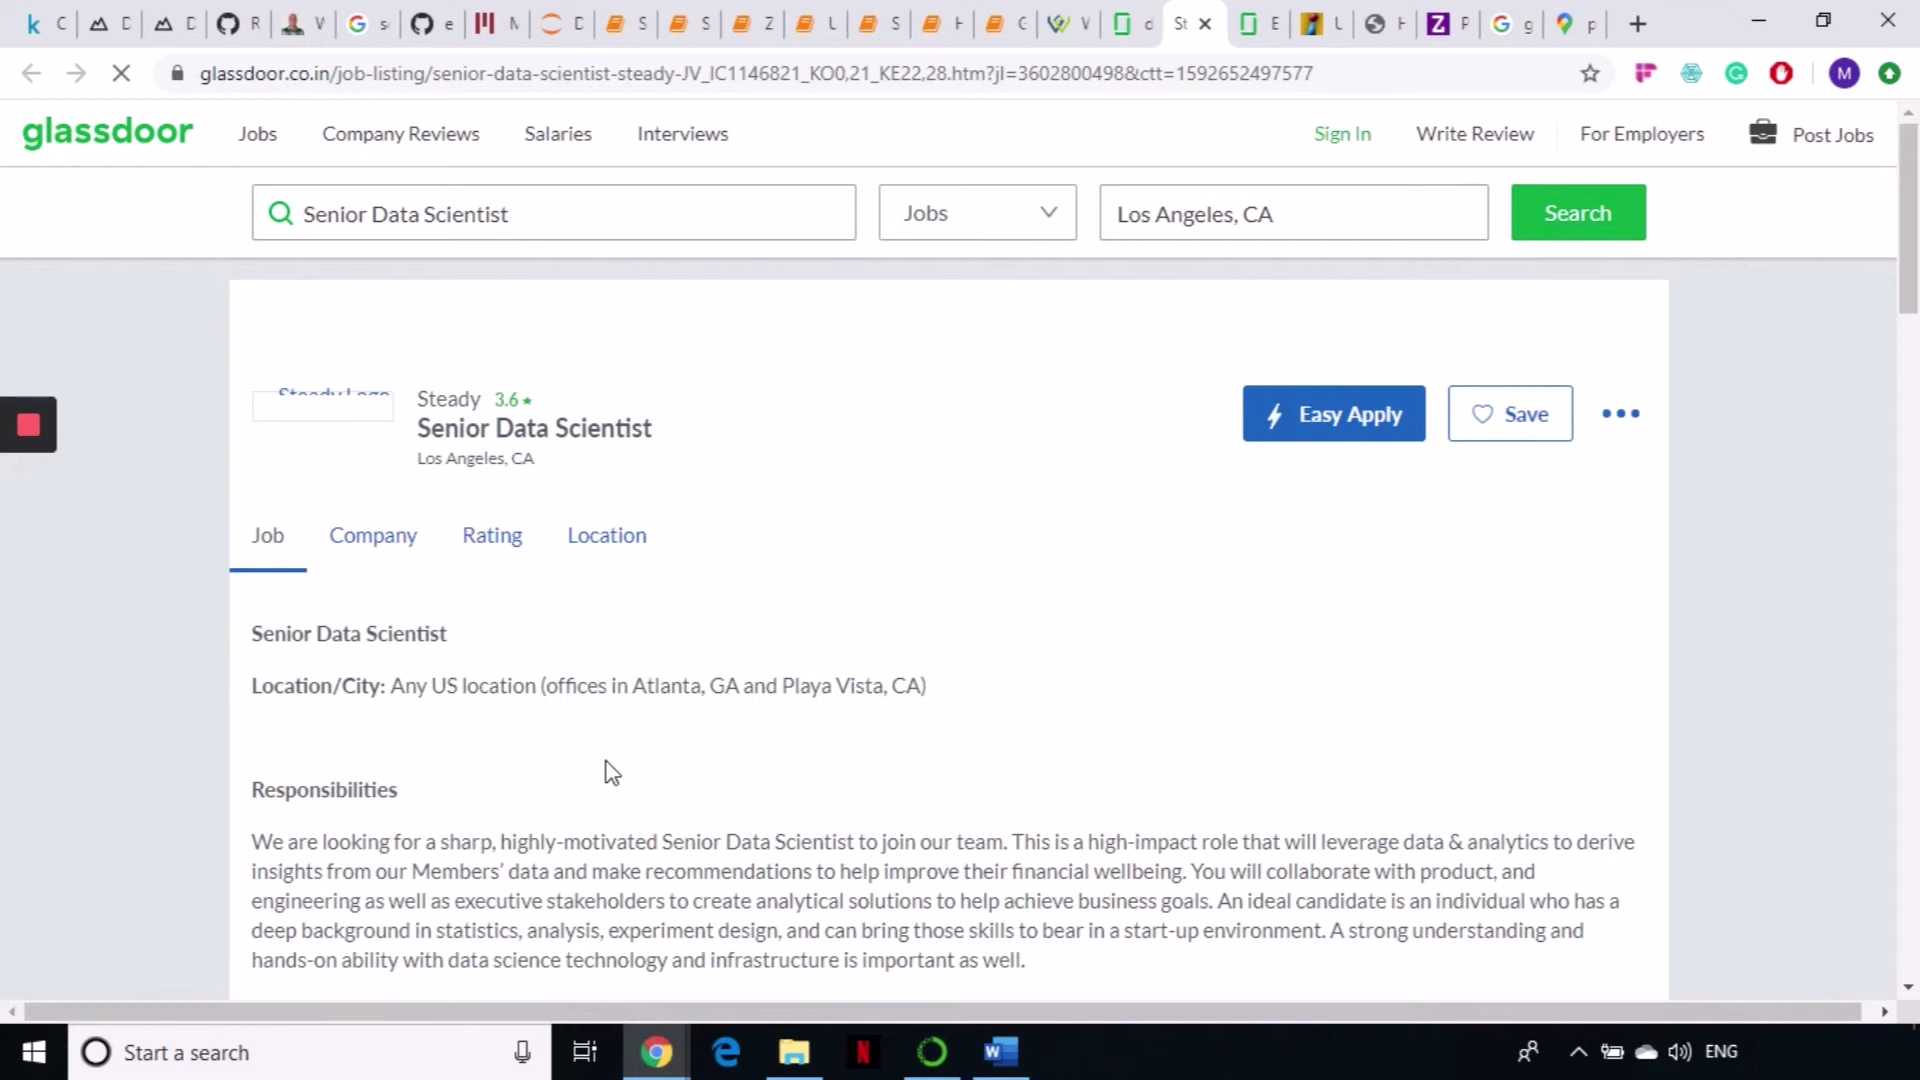 k C D D R V s e M D S S Z L S H C V d St E L H P g p
glassdoor.co.in/job-listing/senior-data-scientist-steady-JV_IC1146821_KO0,21_KE22,28.htm?jl=3602800498&ctt=1592652497577
M
glassdoor Jobs Company Reviews Salaries Interviews Sign In Write Review For Employers Post Jobs
Senior Data Scientist Jobs Los Angeles, CA Search
Steady Logo
Steady 3.6
Senior Data Scientist
Los Angeles, CA
Easy Apply Save
Job Company Rating Location
Senior Data Scientist
Location/City: Any US location (offices in Atlanta, GA and Playa Vista, CA)
Responsibilities
We are looking for a sharp, highly-motivated Senior Data Scientist to join our team. This is a high-impact role that will leverage data & analytics to derive
insights from our Members’ data and make recommendations to help improve their financial wellbeing. You will collaborate with product, and
engineering as well as executive stakeholders to create analytical solutions to help achieve business goals. An ideal candidate is an individual who has a
deep background in statistics, analysis, experiment design, and can bring those skills to bear in a start-up environment. A strong understanding and
hands-on ability with data science technology and infrastructure is important as well.
Start a search ENG